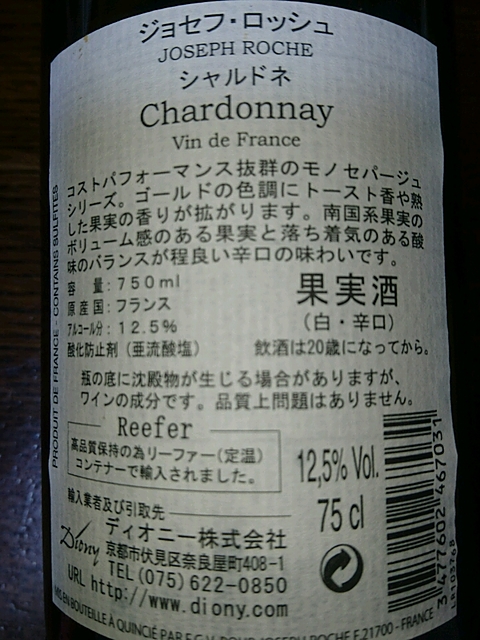 ジョセフ・ロッシュ
JOSEPH ROCHE
シャルドネ
Chardonnay
Vin de France
コストパフォーマンス抜群のモノセパージュ
シリーズ。ゴールドの色調にトースト香や熟
した果実の香りが拡がります。南国系果実の
ボリューム感のある果実と落ち着気のある酸
味のバランスが程良い辛口の味わいです。
容　量：750ml
原産国：フランス
アルコール分：12.5%
酸化防止剤（亜流酸塩）
果実酒
（白・辛口）
飲酒は20歳になってから。
瓶の底に沈殿物が生じる場合がありますが、
ワインの成分です。品質上問題はありません。
Reefer
高品質保持の為リーファー(定温)
コンテナーで輸入されました。
12,5% Vol.
75 cl
輸入業者及び引取先
Diony ディオニー株式会社
京都市伏見区奈良屋町408-1
TEL(075)622-0850
URL http://www.diony.com
MIS EN BOUTEILLE À QUINCIÉ PAR F.G.V. POUR JOSEPH ROCHE F.21700 - FRANCE
PRODUIT DE FRANCE - CONTAINS SULFITES
3 477602 467031
LR103768